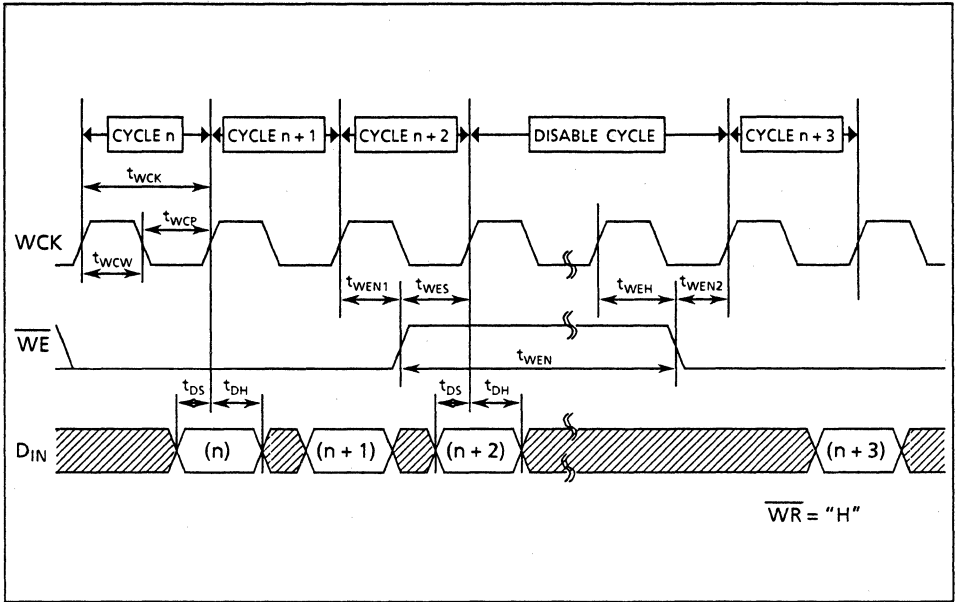 CYCLE n CYCLE n + 1 CYCLE n + 2 DISABLE CYCLE CYCLE n + 3
tWCK
tWCP
WCK
tWCW
tWEN1 tWES tWEH tWEN2
WE
tWEN
tDS tDH tDS tDH
DIN (n) (n + 1) (n + 2) (n + 3)
WR = "H"